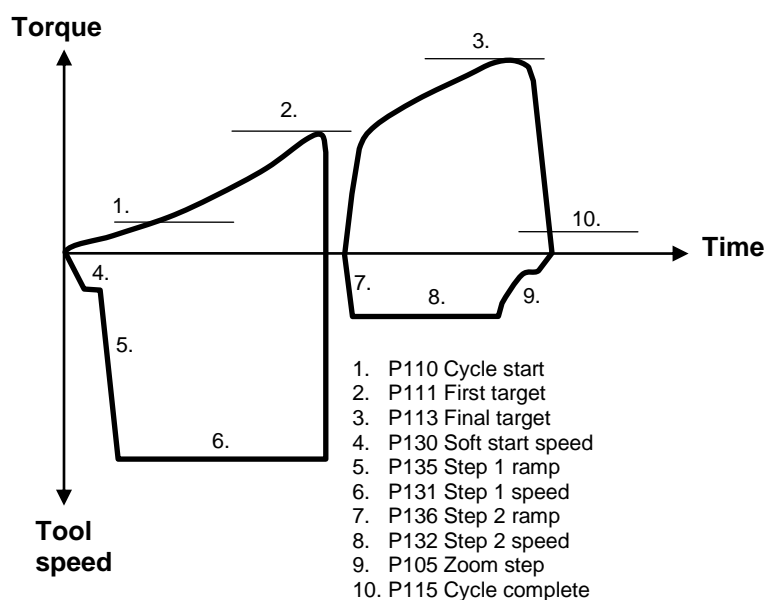 Torque
3.
2.
1.
10.
Time
4.
7.
8.
9.
5.
6.
1. P110 Cycle start
2. P111 First target
3. P113 Final target
4. P130 Soft start speed
5. P135 Step 1 ramp
6. P131 Step 1 speed
7. P136 Step 2 ramp
8. P132 Step 2 speed
9. P105 Zoom step
10. P115 Cycle complete
Tool
speed